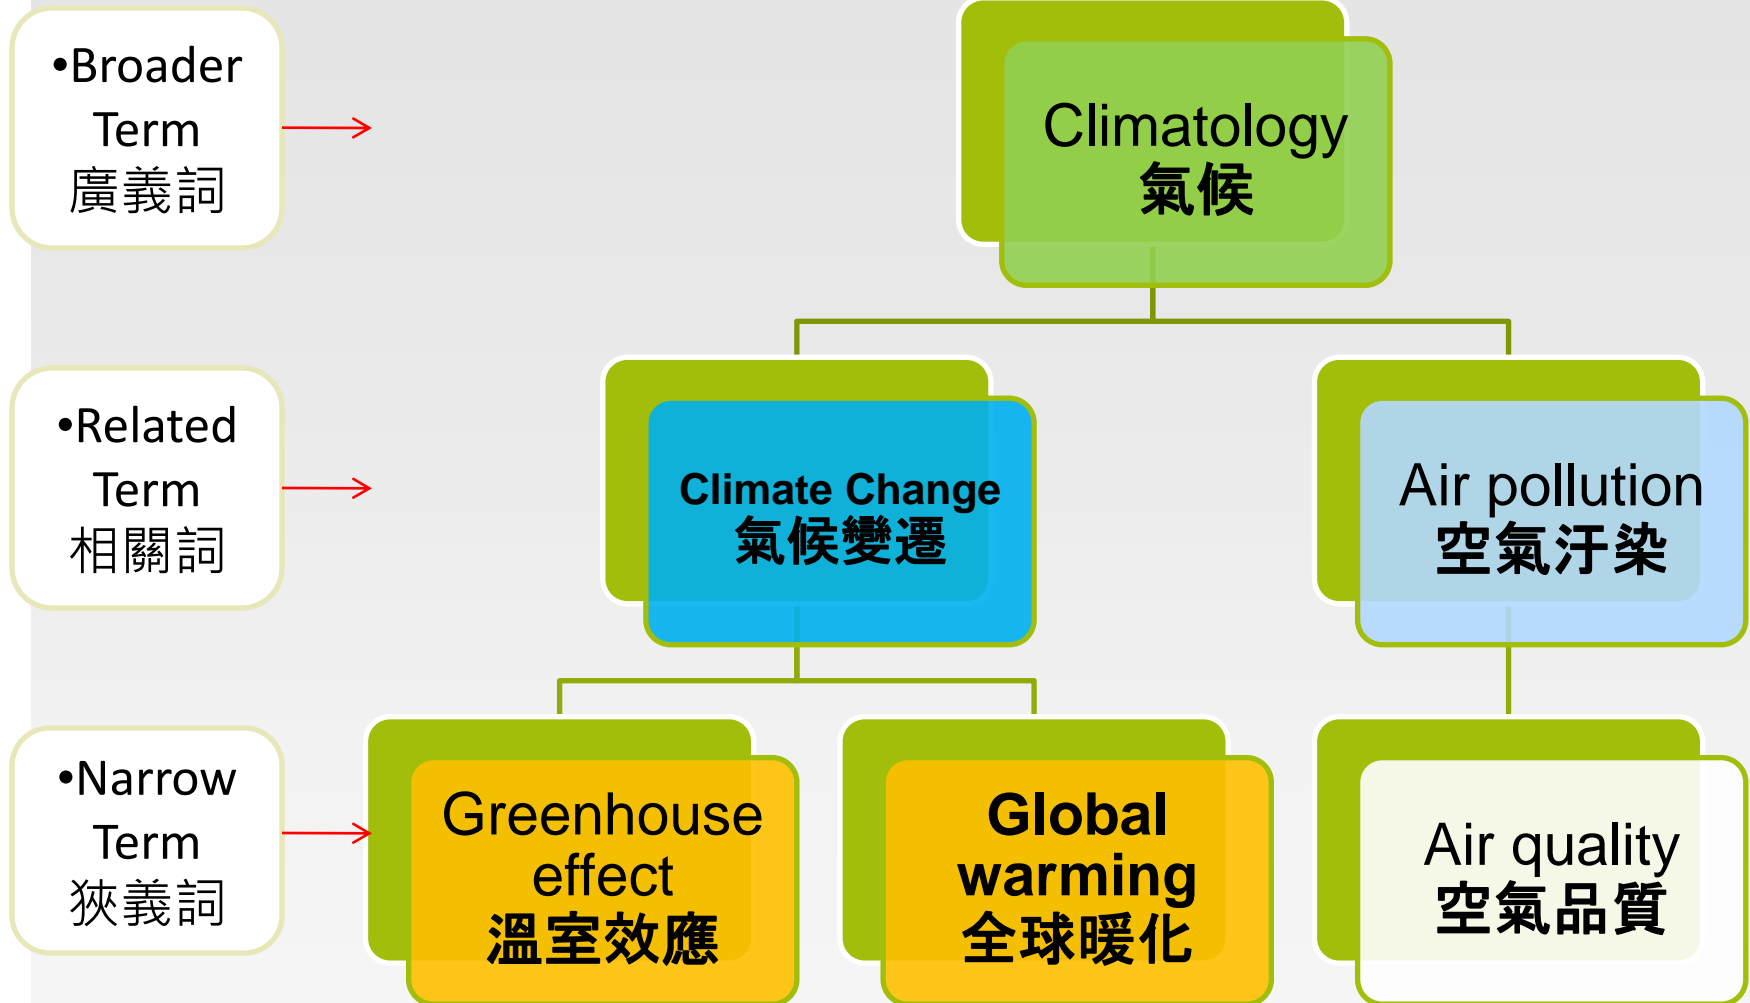 •Broader
Term
廣義詞
Climatology
氣候
•Related
Term
相關詞
Climate Change
氣候變遷
Air pollution
空氣汙染
•Narrow
Term
狹義詞
Greenhouse
effect
溫室效應
Global
warming
全球暖化
Air quality
空氣品質